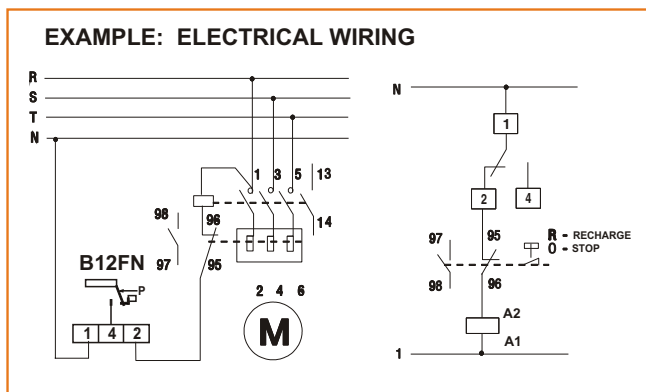 EXAMPLE: ELECTRICAL WIRING
R
S
T
N
1 3 5 13
14
98 96
97 95
B12FN
P
1 4 2
2 4 6
M
N
1
2 4
97 95
98 96
R - RECHARGE
O - STOP
A2
A1
1